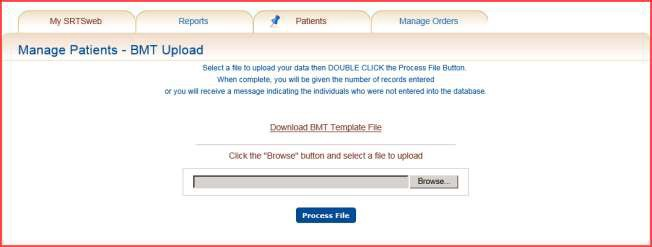 My SRTSweb
Reports
Patients
Manage Orders
Manage Patients - BMT Upload
Select a file to upload your data then DOUBLE CLICK the Process File Button.
When complete, you will be given the number of records entered
or you will receive a message indicating the individuals who were not entered into the database.
Download BMT Template File
Click the "Browse" button and select a file to upload
Browse...
Process File